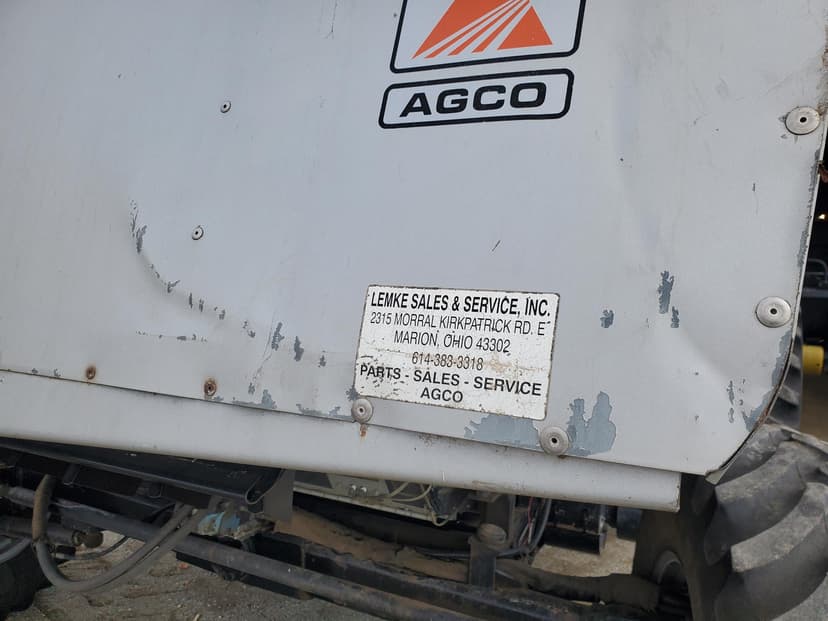 AGCO
LEMKE SALES & SERVICE, INC.
2315 MORRAL KIRKPATRICK RD. E
MARION, OHIO 43302
614-383-3318
PARTS - SALES - SERVICE
AGCO